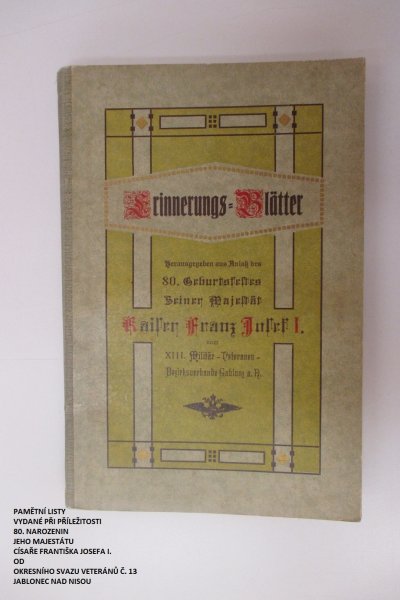 Erinnerungs=Blätter
Herausgegeben aus Anlaß des
80. Geburtsfestes
Seiner Majestät
Kaiser Franz Josef I.
vom
XIII. Militär-Veteranen-
Bezirksverbande Gablonz a. N.
PAMĚTNÍ LISTY
VYDANÉ PŘI PŘÍLEŽITOSTI
80. NAROZENIN
JEHO MAJESTÁTU
CÍSAŘE FRANTIŠKA JOSEFA I.
OD
OKRESNÍHO SVAZU VETERÁNŮ Č. 13
JABLONEC NAD NISOU